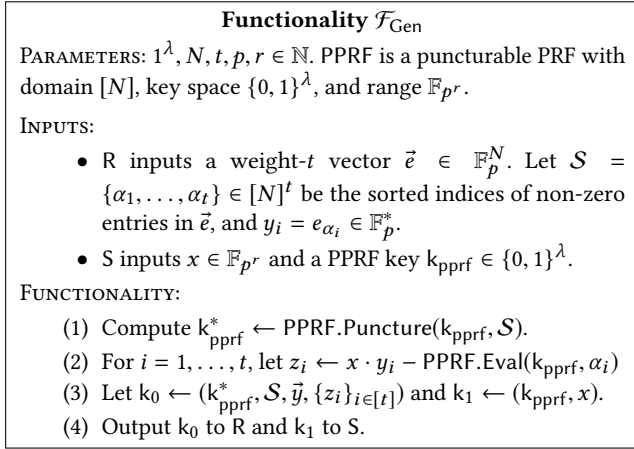 Functionality 𝓕_Gen
PARAMETERS: 1^λ, N, t, p, r ∈ ℕ. PPRF is a puncturable PRF with
domain [N], key space {0, 1}^λ, and range 𝔽_{p^r}.
INPUTS:
• R inputs a weight-t vector e⃗ ∈ 𝔽_p^N. Let 𝒮 =
{α_1, . . . , α_t} ∈ [N]^t be the sorted indices of non-zero
entries in e⃗, and y_i = e_{α_i} ∈ 𝔽_p^*.
• S inputs x ∈ 𝔽_{p^r} and a PPRF key k_pprf ∈ {0, 1}^λ.
FUNCTIONALITY:
(1) Compute k^*_pprf ← PPRF.Puncture(k_pprf, 𝒮).
(2) For i = 1, . . . , t, let z_i ← x · y_i − PPRF.Eval(k_pprf, α_i)
(3) Let k_0 ← (k^*_pprf, 𝒮, y⃗, {z_i}_{i∈[t]}) and k_1 ← (k_pprf, x).
(4) Output k_0 to R and k_1 to S.